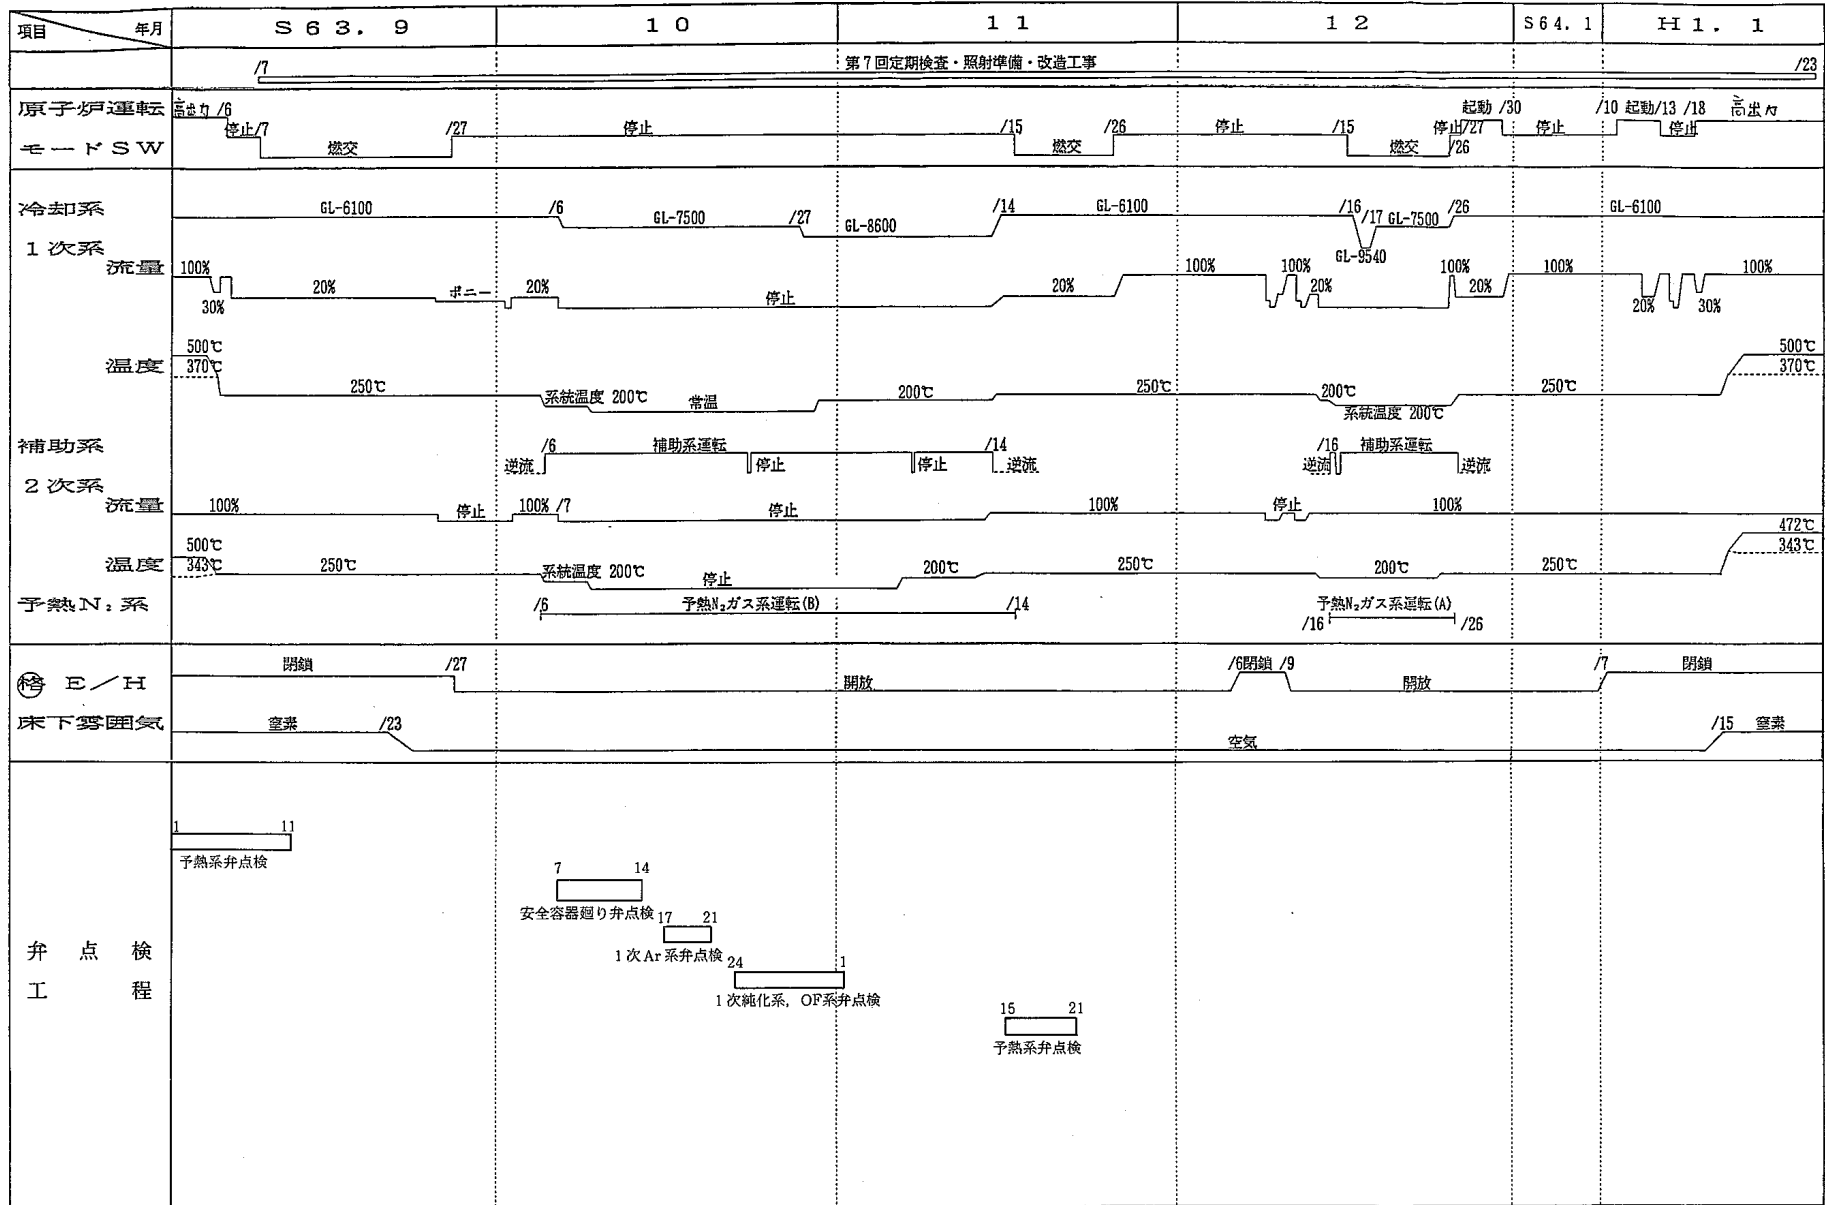 項目 年月 S63. 9 10 11 12 S64. 1 H1. 1
/7 第7回定期検査・照射準備・改造工事 /23
原子炉運転 高出力 /6 停止 /7 燃交 /27 停止 /15 燃交 /26 停止 /15 燃交 停止 /26 /27 起動 /30 停止 /10 起動 /13 停止 /18 高出力
モードSW
冷却系 GL-6100 /6 GL-7500 /27 GL-8600 /14 GL-6100 /16 GL-9540 /17 GL-7500 /26 GL-6100
1次系
流量 100% 30% 20% ポニー 20% 停止 20% 100% 100% 20% 100% 20% 100% 20% 30% 100%
温度 500℃ 370℃ 250℃ 系統温度 200℃ 常温 200℃ 250℃ 200℃ 系統温度 200℃ 250℃ 500℃ 370℃
補助系 逆流 /6 補助系運転 停止 停止 /14 逆流 逆流 /16 補助系運転 逆流
2次系
流量 100% 停止 100% /7 停止 100% 停止 100%
温度 500℃ 343℃ 250℃ 系統温度 200℃ 停止 200℃ 250℃ 200℃ 250℃ 472℃ 343℃
予熱N₂系 /6 予熱N₂ガス系運転(B) /14 /16 予熱N₂ガス系運転(A) /26
格 E/H 閉鎖 /27 開放 /6 閉鎖 /9 開放 /7 閉鎖
床下雰囲気 窒素 /23 空気 /15 窒素
弁点検
工程
1 11
予熱系弁点検
7 14
安全容器廻り弁点検
17 21
1次Ar系弁点検
24 1
1次純化系, OF系弁点検
15 21
予熱系弁点検